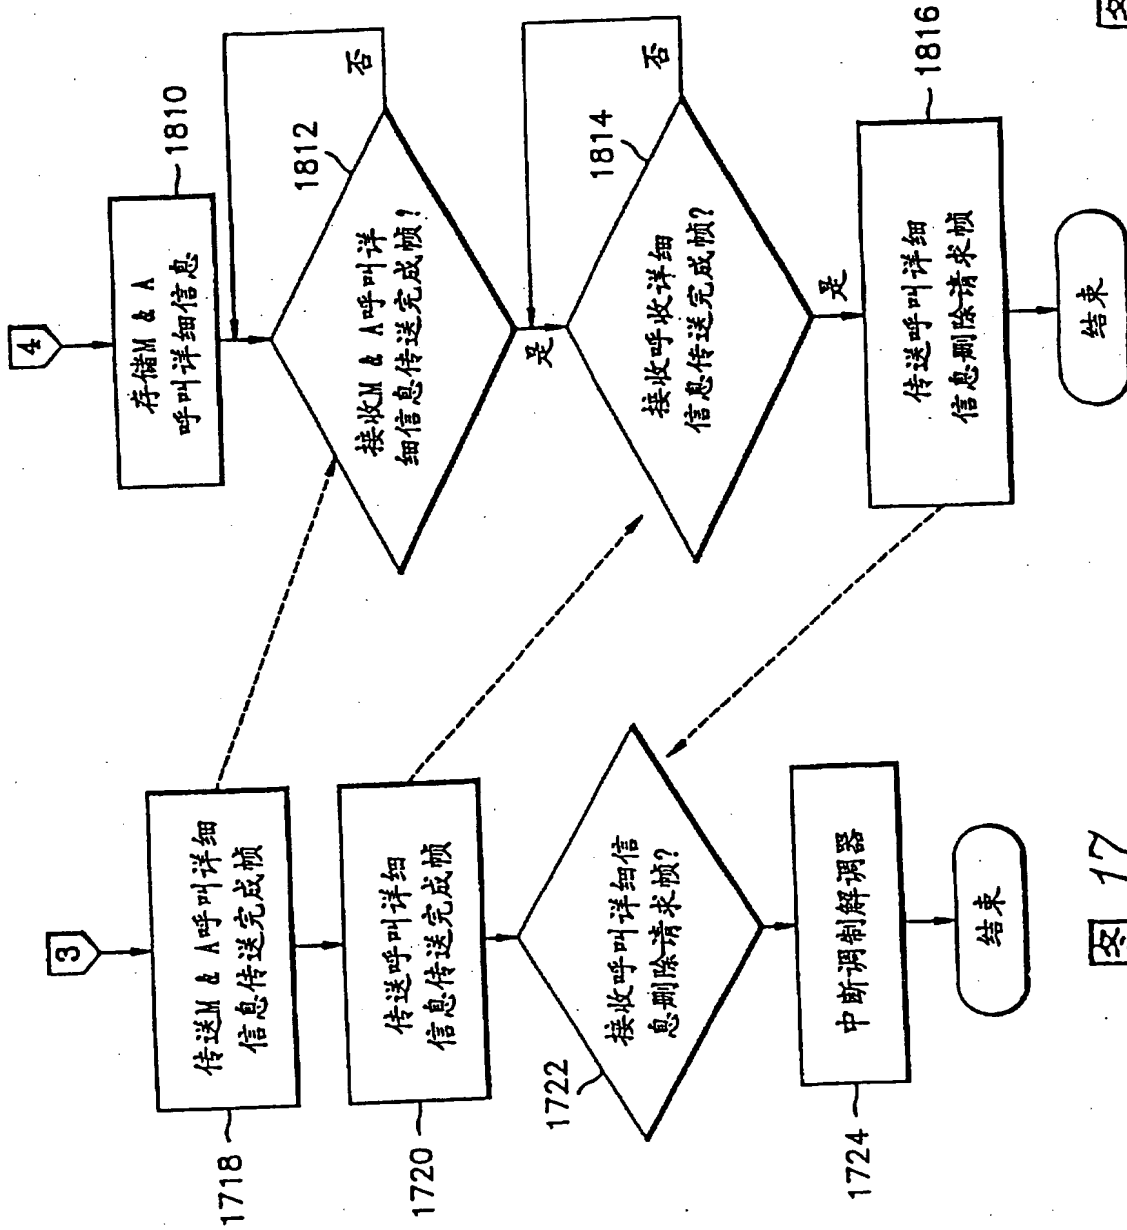 3
传送M & A呼叫详细
信息传送完成帧
1718
传送呼叫详细
信息传送完成帧
1720
接收呼叫详细信
息删除请求帧?
1722
中断调制解调器
1724
结束
图 17
4
存储M & A
呼叫详细信息
1810
接收M & A呼叫详
细信息传送完成帧?
1812
否
是
接收呼收详细
信息传送完成帧?
1814
否
是
传送呼叫详细
信息删除请求帧
1816
结束